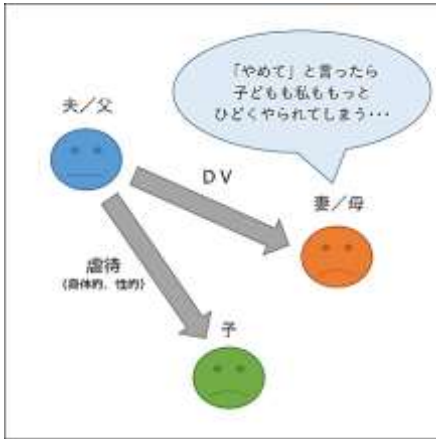 「やめて」と言ったら
子どもも私ももっと
ひどくやられてしまう・・・
夫／父
DV
妻／母
虐待
(身体的、性的)
子